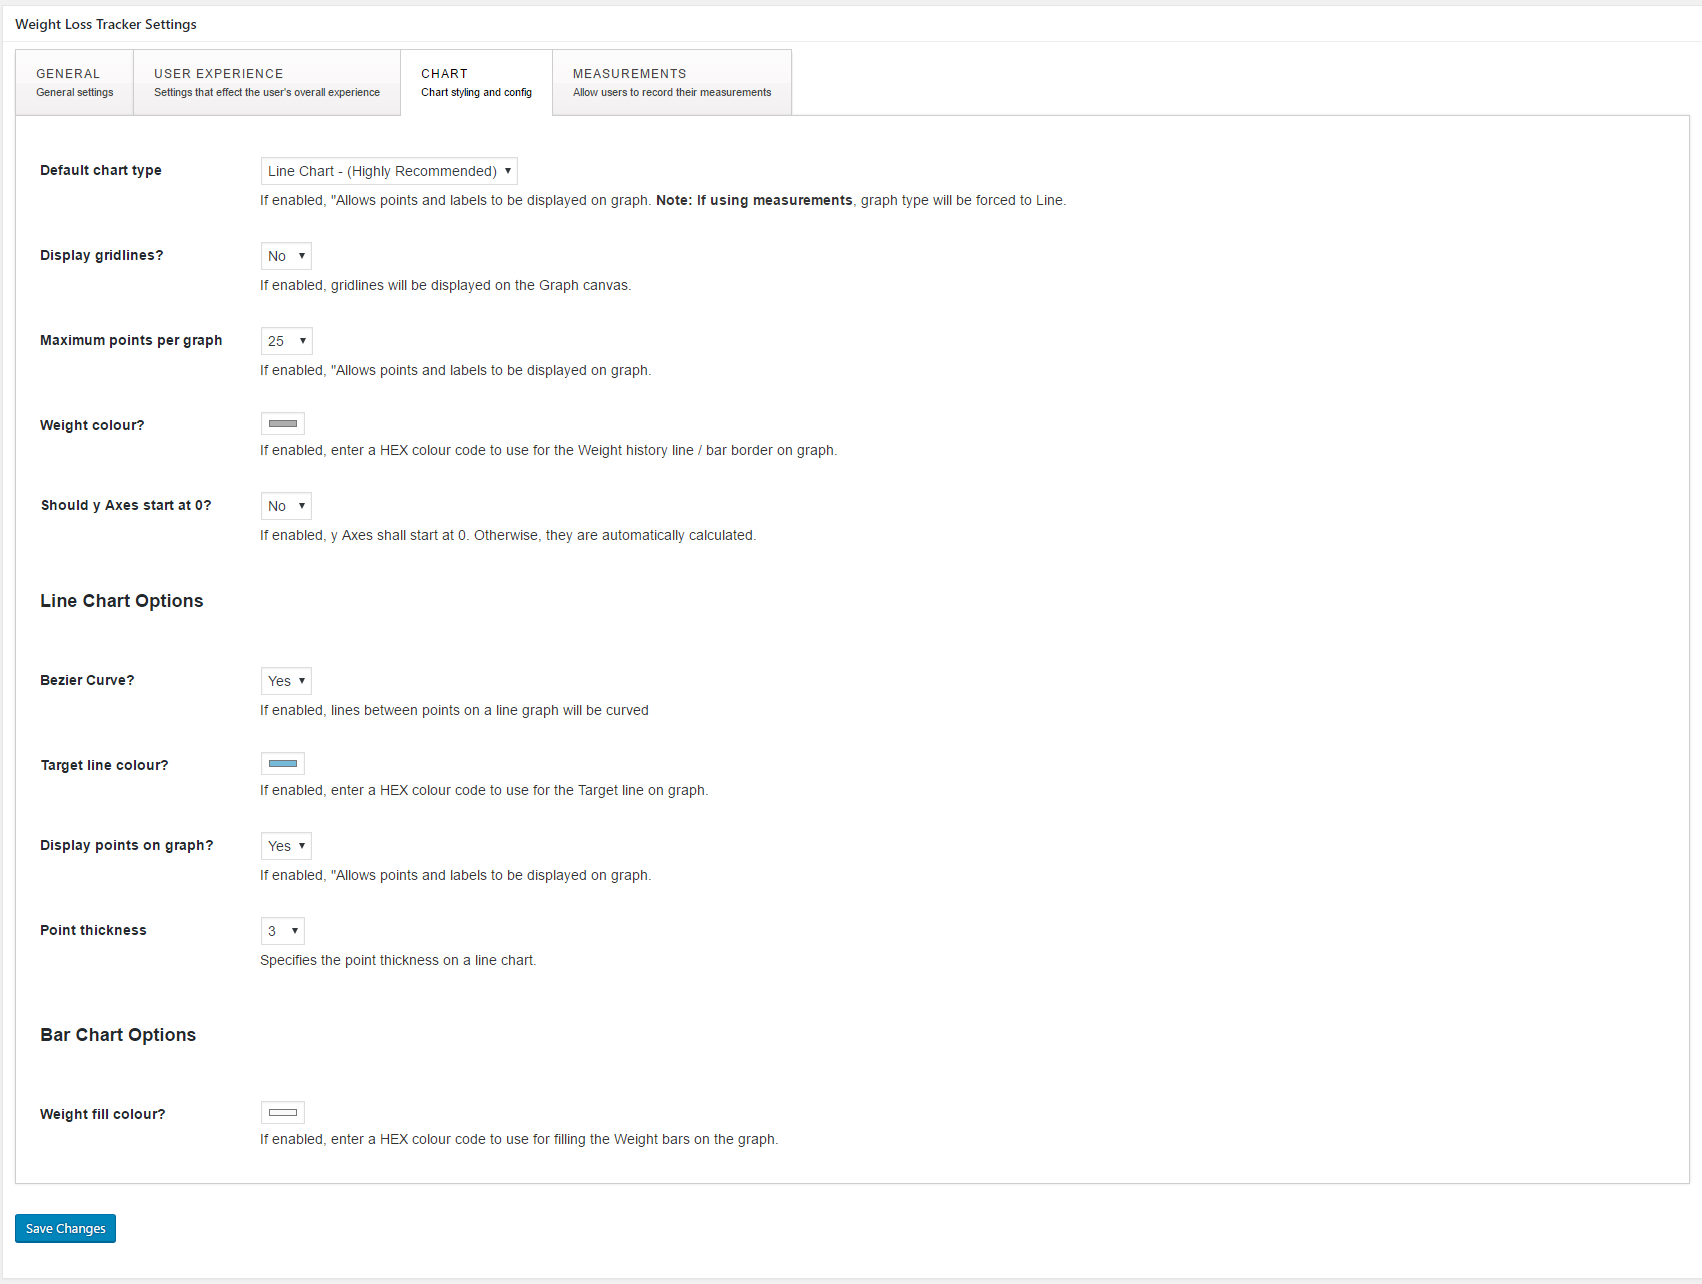 Weight Loss Tracker Settings
GENERAL
General settings
USER EXPERIENCE
Settings that effect the user's overall experience
CHART
Chart styling and config
MEASUREMENTS
Allow users to record their measurements
Default chart type
Line Chart - (Highly Recommended)
If enabled, "Allows points and labels to be displayed on graph. Note: If using measurements, graph type will be forced to Line.
Display gridlines?
No
If enabled, gridlines will be displayed on the Graph canvas.
Maximum points per graph
25
If enabled, "Allows points and labels to be displayed on graph.
Weight colour?
If enabled, enter a HEX colour code to use for the Weight history line / bar border on graph.
Should y Axes start at 0?
No
If enabled, y Axes shall start at 0. Otherwise, they are automatically calculated.
Line Chart Options
Bezier Curve?
Yes
If enabled, lines between points on a line graph will be curved
Target line colour?
If enabled, enter a HEX colour code to use for the Target line on graph.
Display points on graph?
Yes
If enabled, "Allows points and labels to be displayed on graph.
Point thickness
3
Specifies the point thickness on a line chart.
Bar Chart Options
Weight fill colour?
If enabled, enter a HEX colour code to use for filling the Weight bars on the graph.
Save Changes